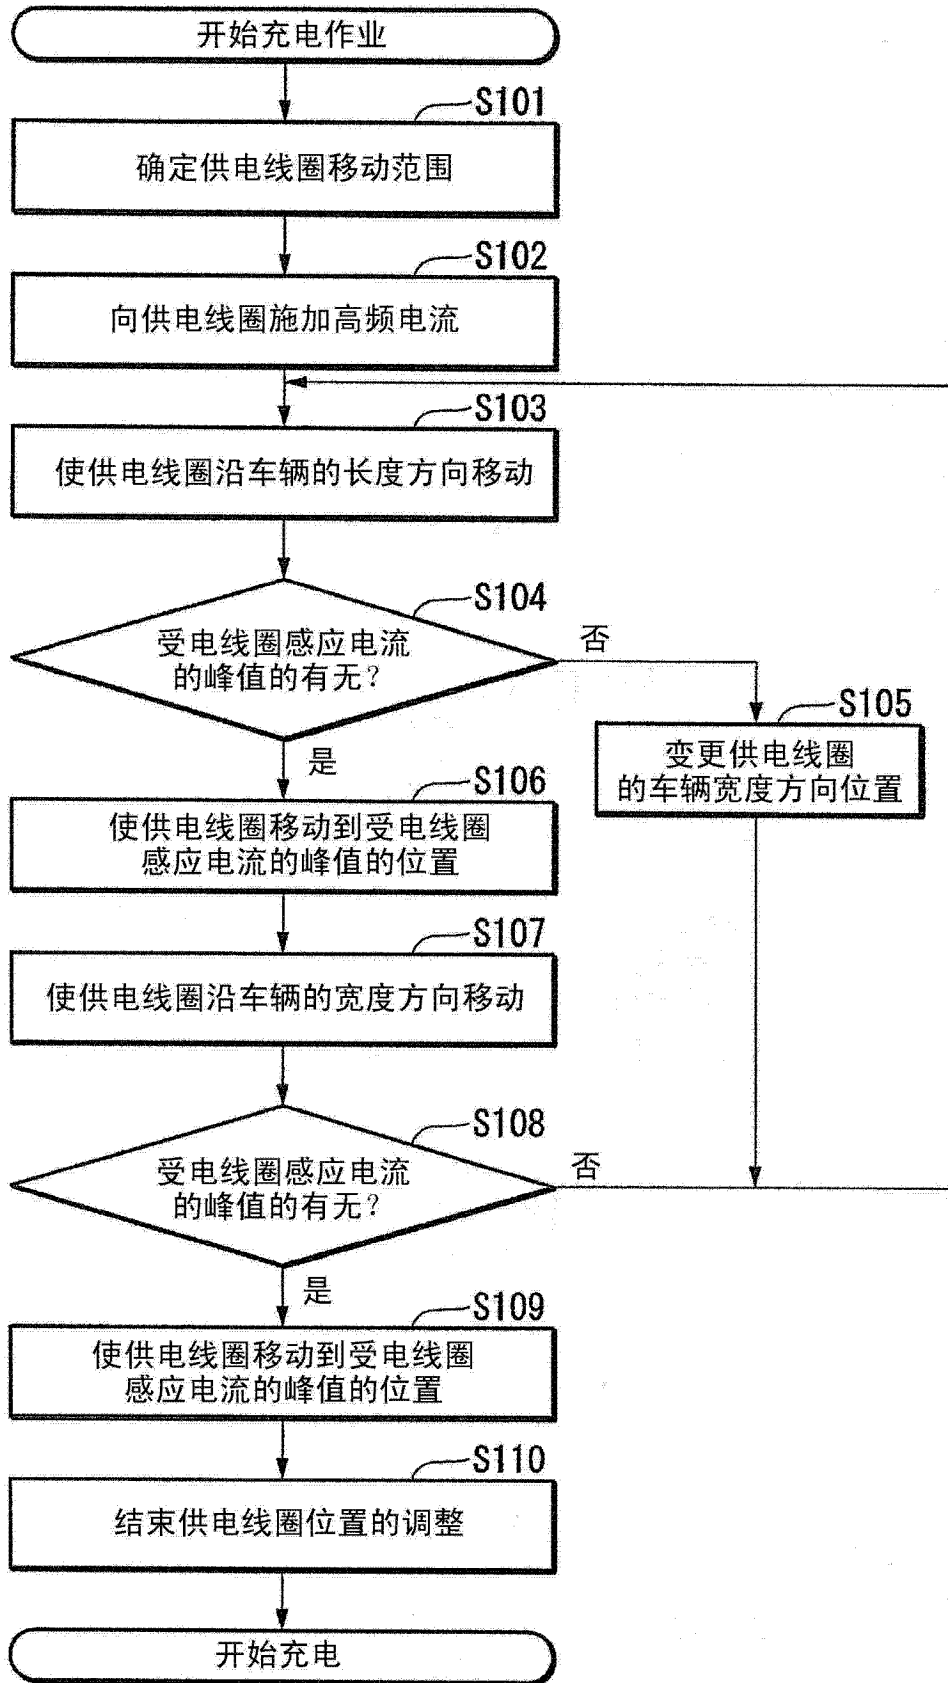 开始充电作业
S101
确定供电线圈移动范围
S102
向供电线圈施加高频电流
S103
使供电线圈沿车辆的长度方向移动
S104
受电线圈感应电流
的峰值的有无?
否
S105
变更供电线圈
的车辆宽度方向位置
是
S106
使供电线圈移动到受电线圈
感应电流的峰值的位置
S107
使供电线圈沿车辆的宽度方向移动
S108
受电线圈感应电流
的峰值的有无?
否
是
S109
使供电线圈移动到受电线圈
感应电流的峰值的位置
S110
结束供电线圈位置的调整
开始充电